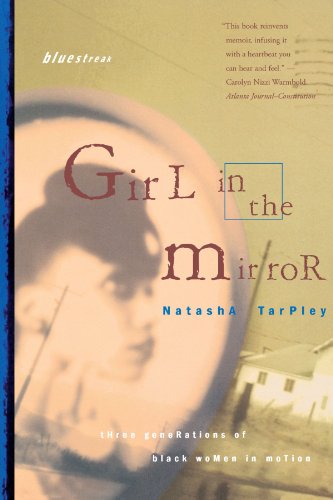 "This book reinvents
memoir, infusing it
with a heartbeat you
can hear and feel." —
Carolyn Nizzi Warmbold,
Atlanta Journal–Constitution
bluestreak
GirL in
the
mirroR
NatashA TarPley
tHree geneRations of
black woMen in moTion